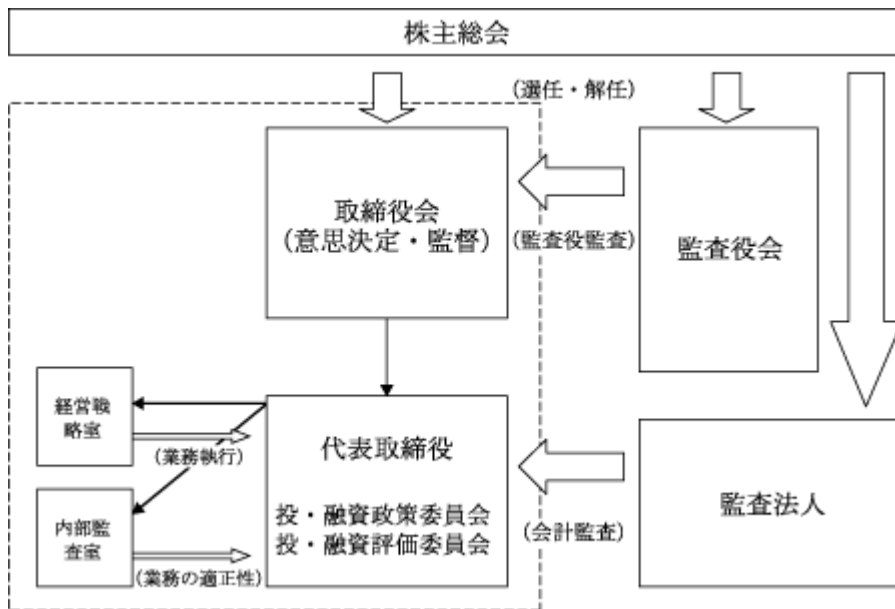 株主総会
(選任・解任)
取締役会
(意思決定・監督)
(監査役監査)
監査役会
経営戦
略室
(業務執行)
代表取締役
投・融資政策委員会
投・融資評価委員会
(会計監査)
監査法人
内部監
査室
(業務の適正性)